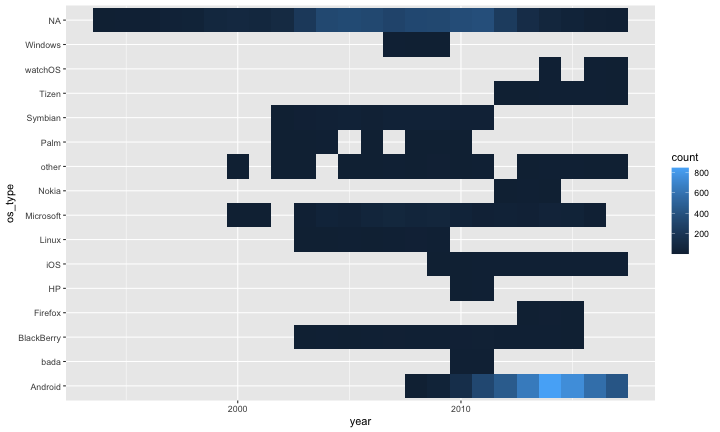 NA
Windows
watchOS
Tizen
Symbian
Palm
other
Nokia
Microsoft
Linux
iOS
HP
Firefox
BlackBerry
bada
Android
os_type
2000
2010
year
count
800
600
400
200